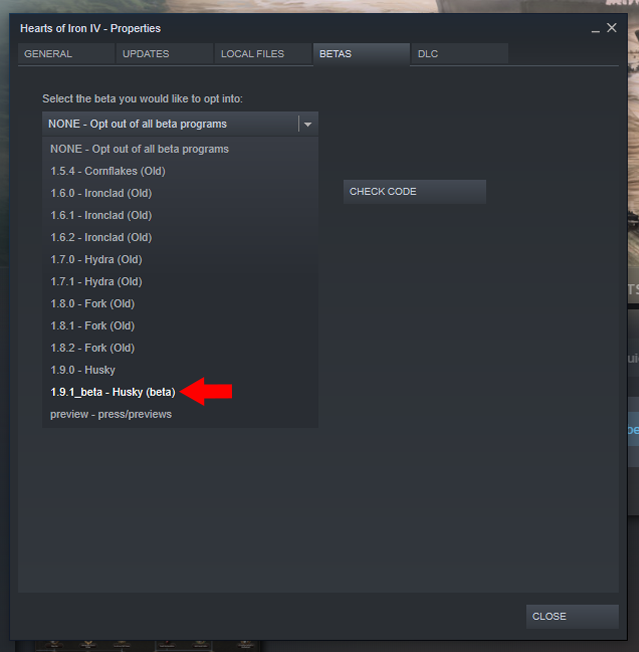 Hearts of Iron IV - Properties
GENERAL
UPDATES
LOCAL FILES
BETAS
DLC
Select the beta you would like to opt into:
NONE - Opt out of all beta programs
NONE - Opt out of all beta programs
1.5.4 - Cornflakes (Old)
1.6.0 - Ironclad (Old)
1.6.1 - Ironclad (Old)
1.6.2 - Ironclad (Old)
1.7.0 - Hydra (Old)
1.7.1 - Hydra (Old)
1.8.0 - Fork (Old)
1.8.1 - Fork (Old)
1.8.2 - Fork (Old)
1.9.0 - Husky
1.9.1_beta - Husky (beta)
preview - press/previews
CHECK CODE
CLOSE